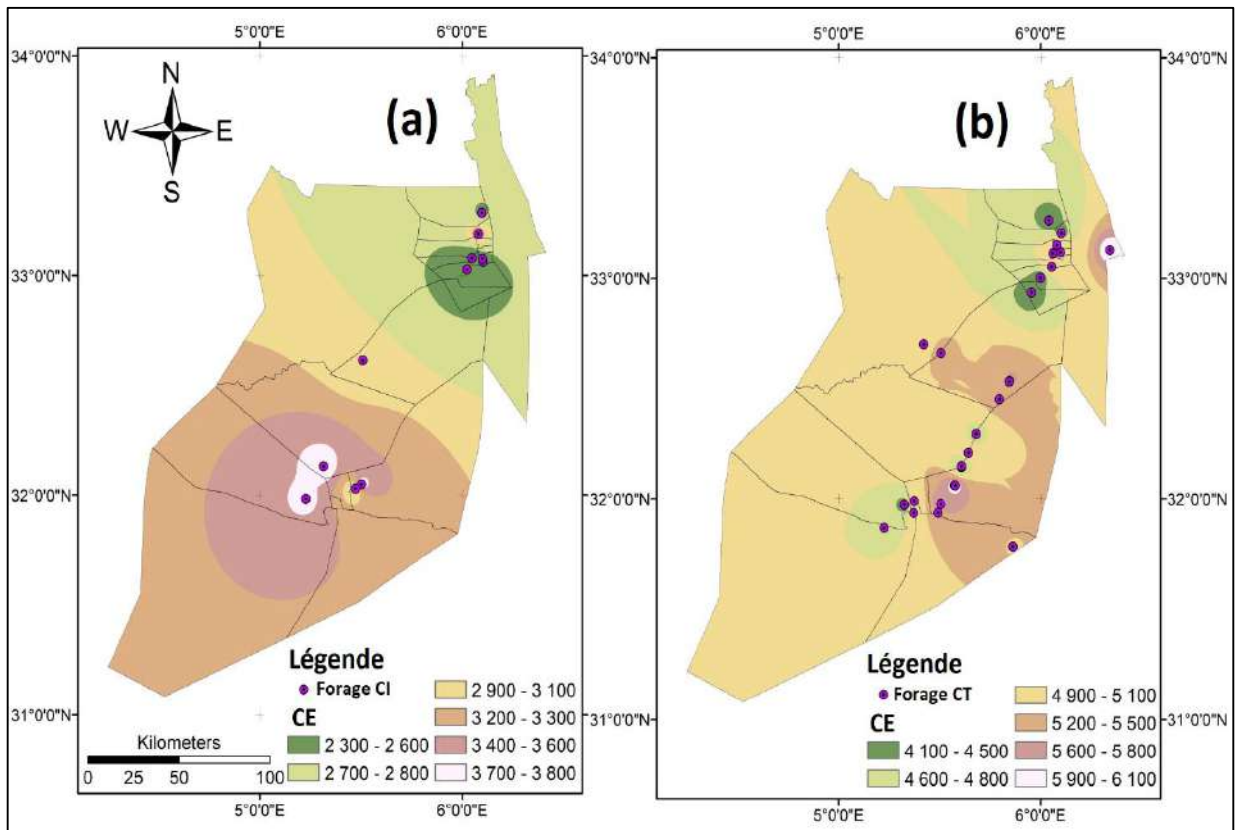 5°0'0"E 6°0'0"E
34°0'0"N
33°0'0"N
32°0'0"N
31°0'0"N
N
W E
S
(a)
Légende
Forage CI
CE
2 300 - 2 600
2 700 - 2 800
2 900 - 3 100
3 200 - 3 300
3 400 - 3 600
3 700 - 3 800
Kilometers
0 25 50 100
5°0'0"E 6°0'0"E
5°0'0"E 6°0'0"E
(b)
34°0'0"N
33°0'0"N
32°0'0"N
31°0'0"N
Légende
Forage CT
CE
4 100 - 4 500
4 600 - 4 800
4 900 - 5 100
5 200 - 5 500
5 600 - 5 800
5 900 - 6 100
5°0'0"E 6°0'0"E